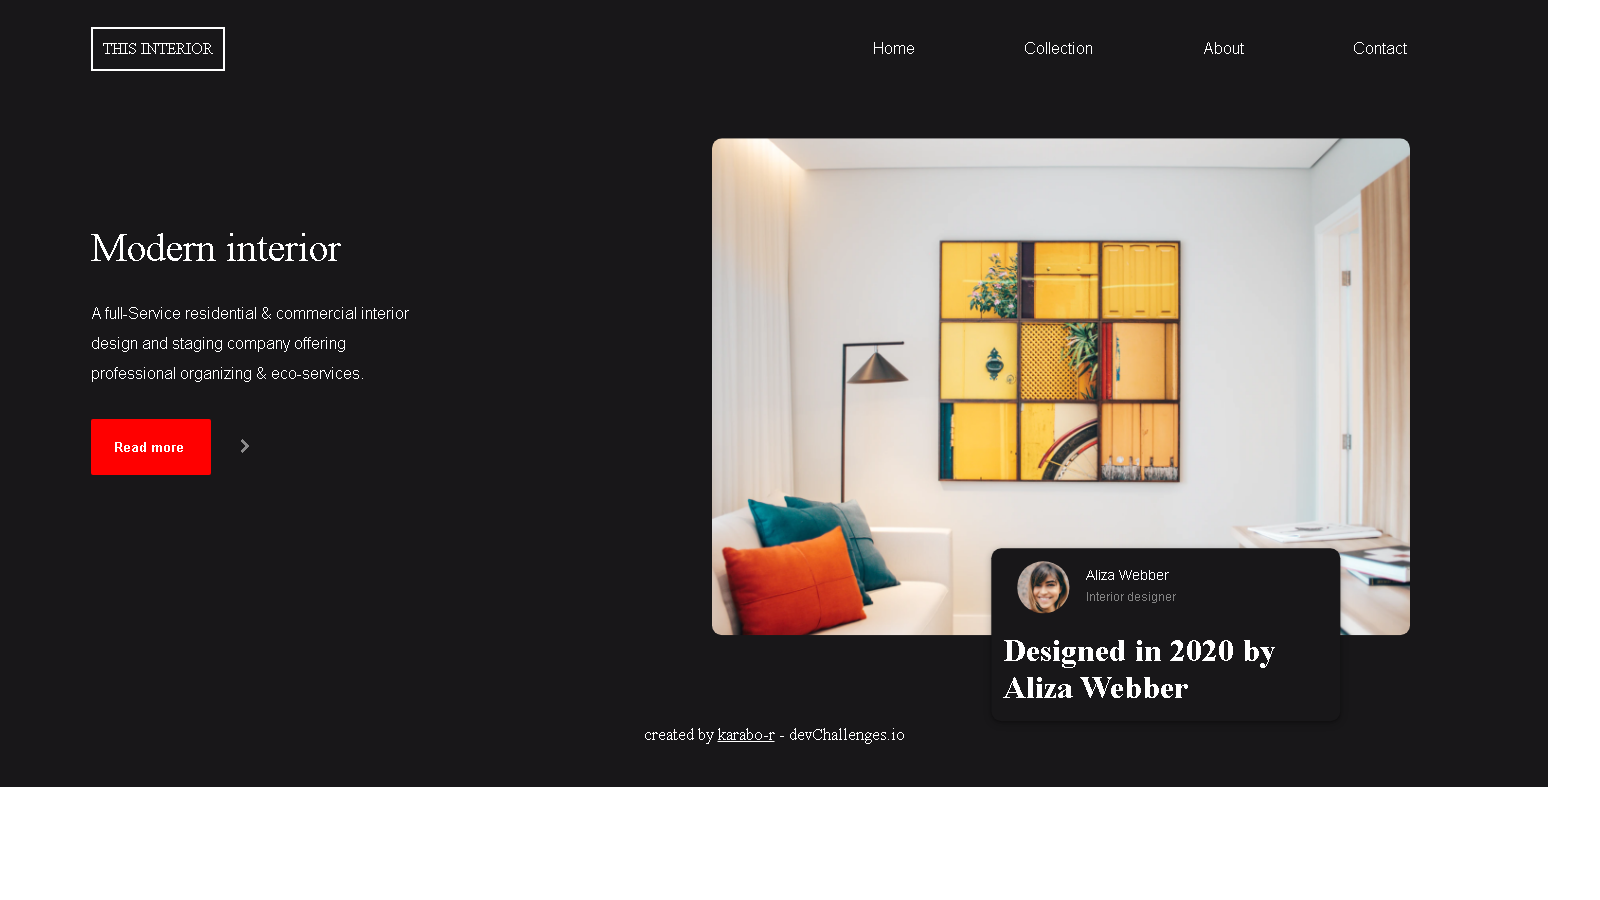 THIS INTERIOR
Home
Collection
About
Contact
Modern interior
A full-Service residential & commercial interior
design and staging company offering
professional organizing & eco-services.
Read more
Aliza Webber
Interior designer
Designed in 2020 by
Aliza Webber
created by karabo-r - devChallenges.io